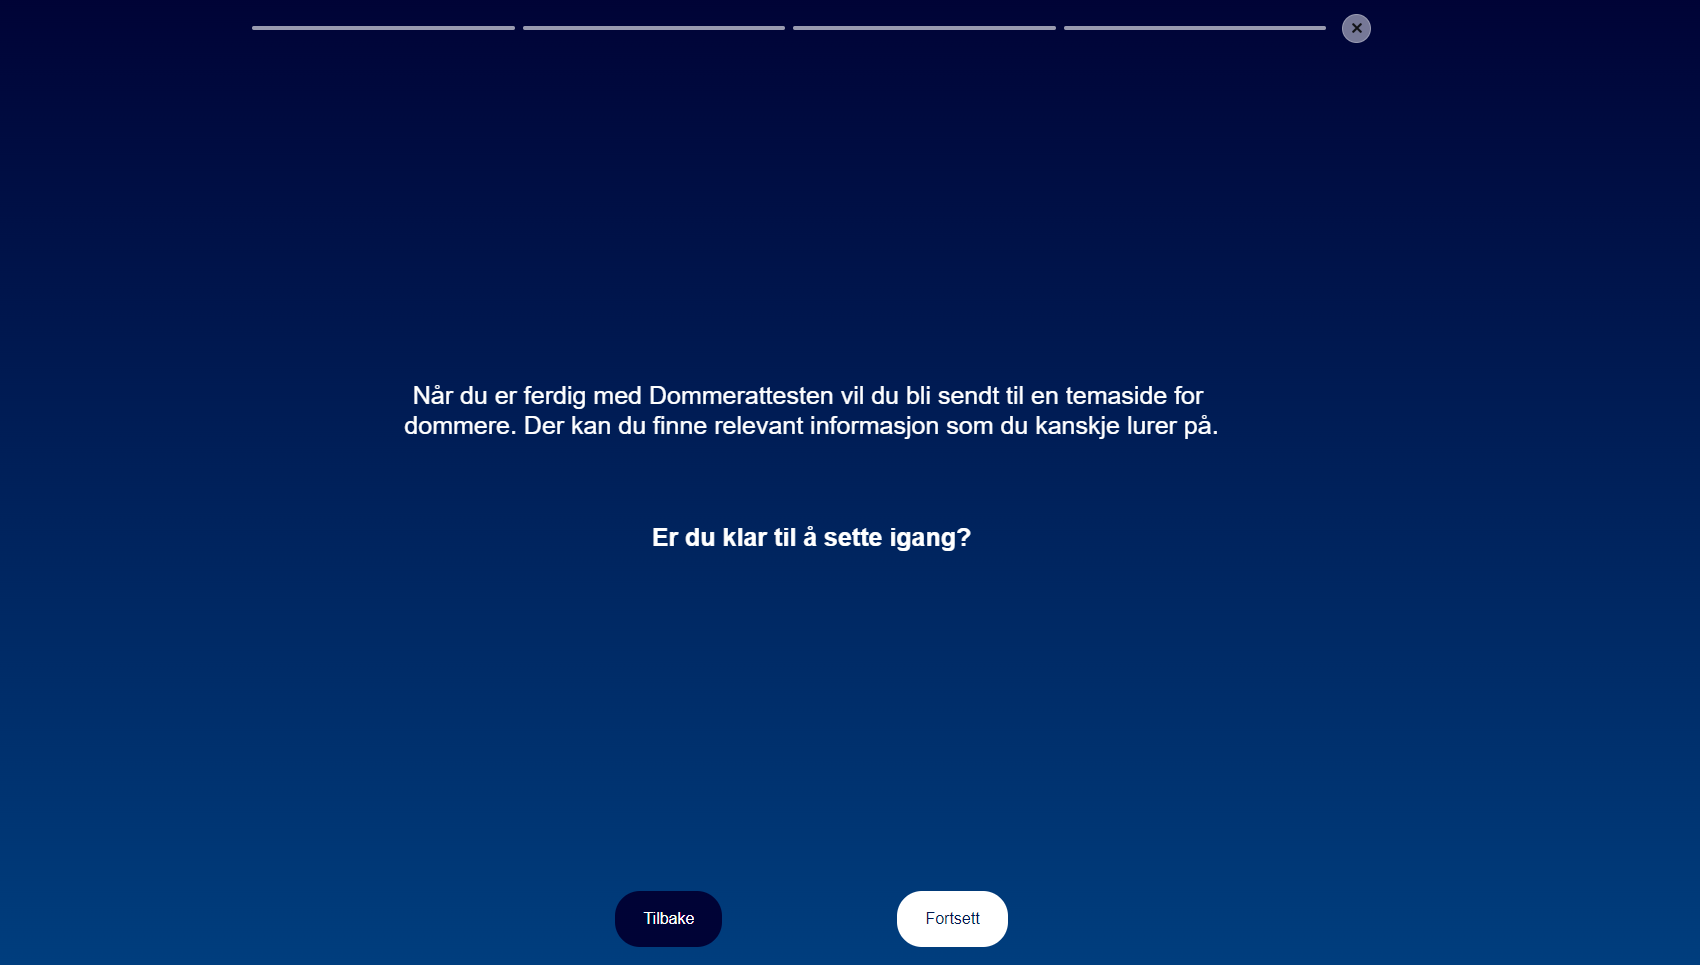 Når du er ferdig med Dommerattesten vil du bli sendt til en temaside for
dommere. Der kan du finne relevant informasjon som du kanskje lurer på.
Er du klar til å sette igang?
Tilbake
Fortsett